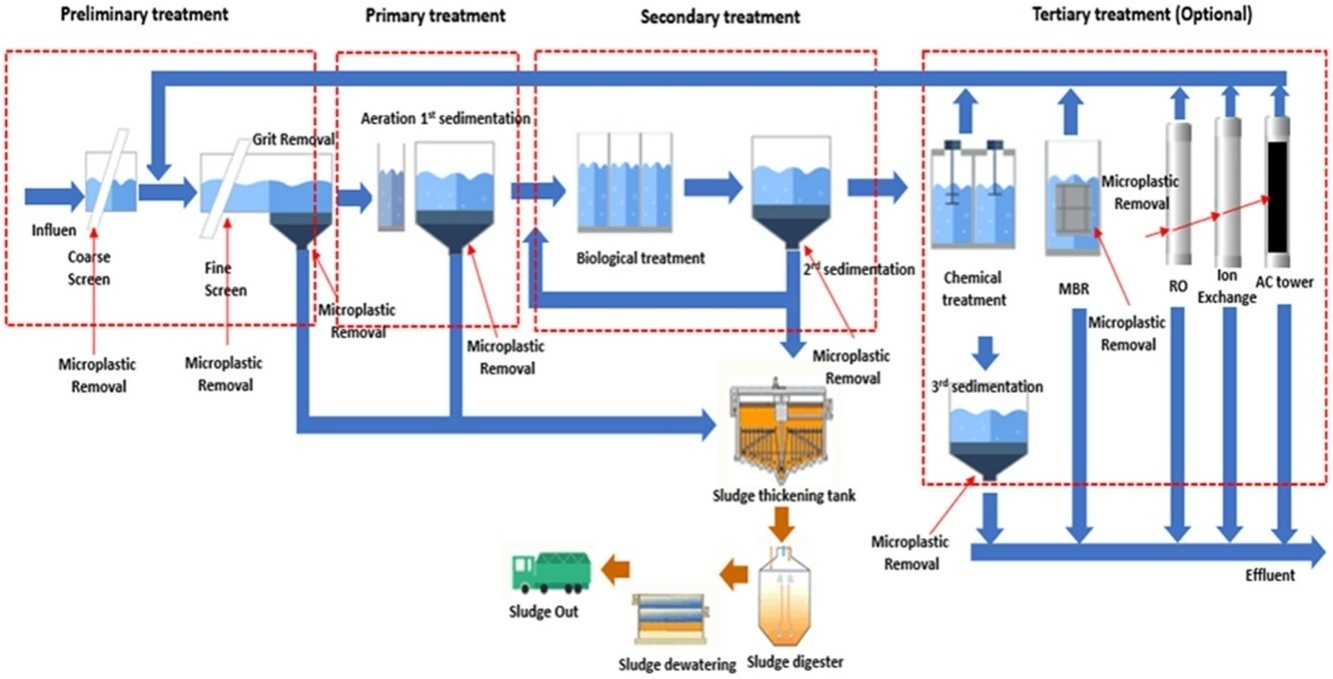 Preliminary treatment
Primary treatment
Secondary treatment
Tertiary treatment (Optional)
Grit Removal
Aeration 1st sedimentation
Influen
Coarse
Screen
Fine
Screen
Microplastic
Removal
Microplastic
Removal
Microplastic
Removal
Microplastic
Removal
Biological treatment
2rd sedimentation
Microplastic
Removal
Chemical
treatment
MBR
Microplastic
Removal
Microplastic
Removal
RO
Ion
Exchange
AC tower
3rd sedimentation
Microplastic
Removal
Effluent
Sludge thickening tank
Sludge digester
Sludge dewatering
Sludge Out